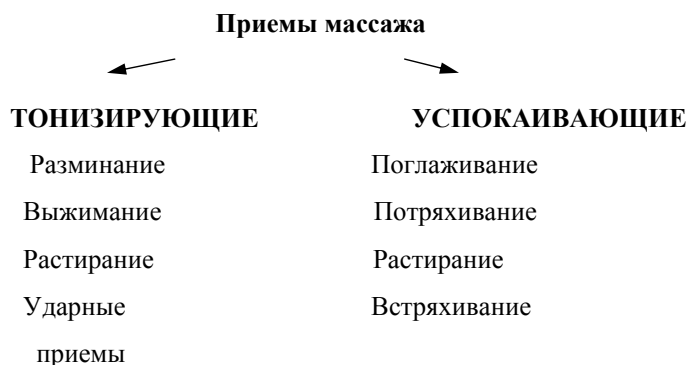 Приемы массажа
ТОНИЗИРУЮЩИЕ УСПОКАИВАЮЩИЕ
Разминание Поглаживание
Выжимание Потряхивание
Растирание Растирание
Ударные Встряхивание
приемы